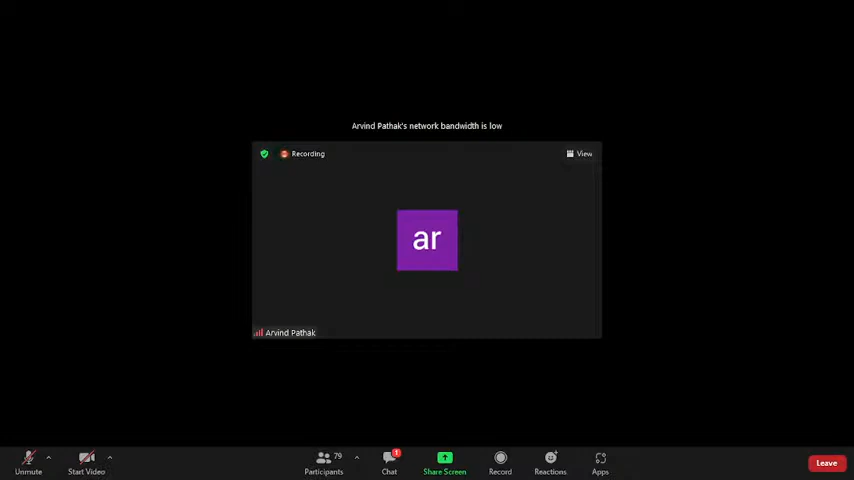 Arvind Pathak's network bandwidth is low
Recording
View
ar
Arvind Pathak
79
1
Unmute
Start Video
Participants
Chat
Share Screen
Record
Reactions
Apps
Leave